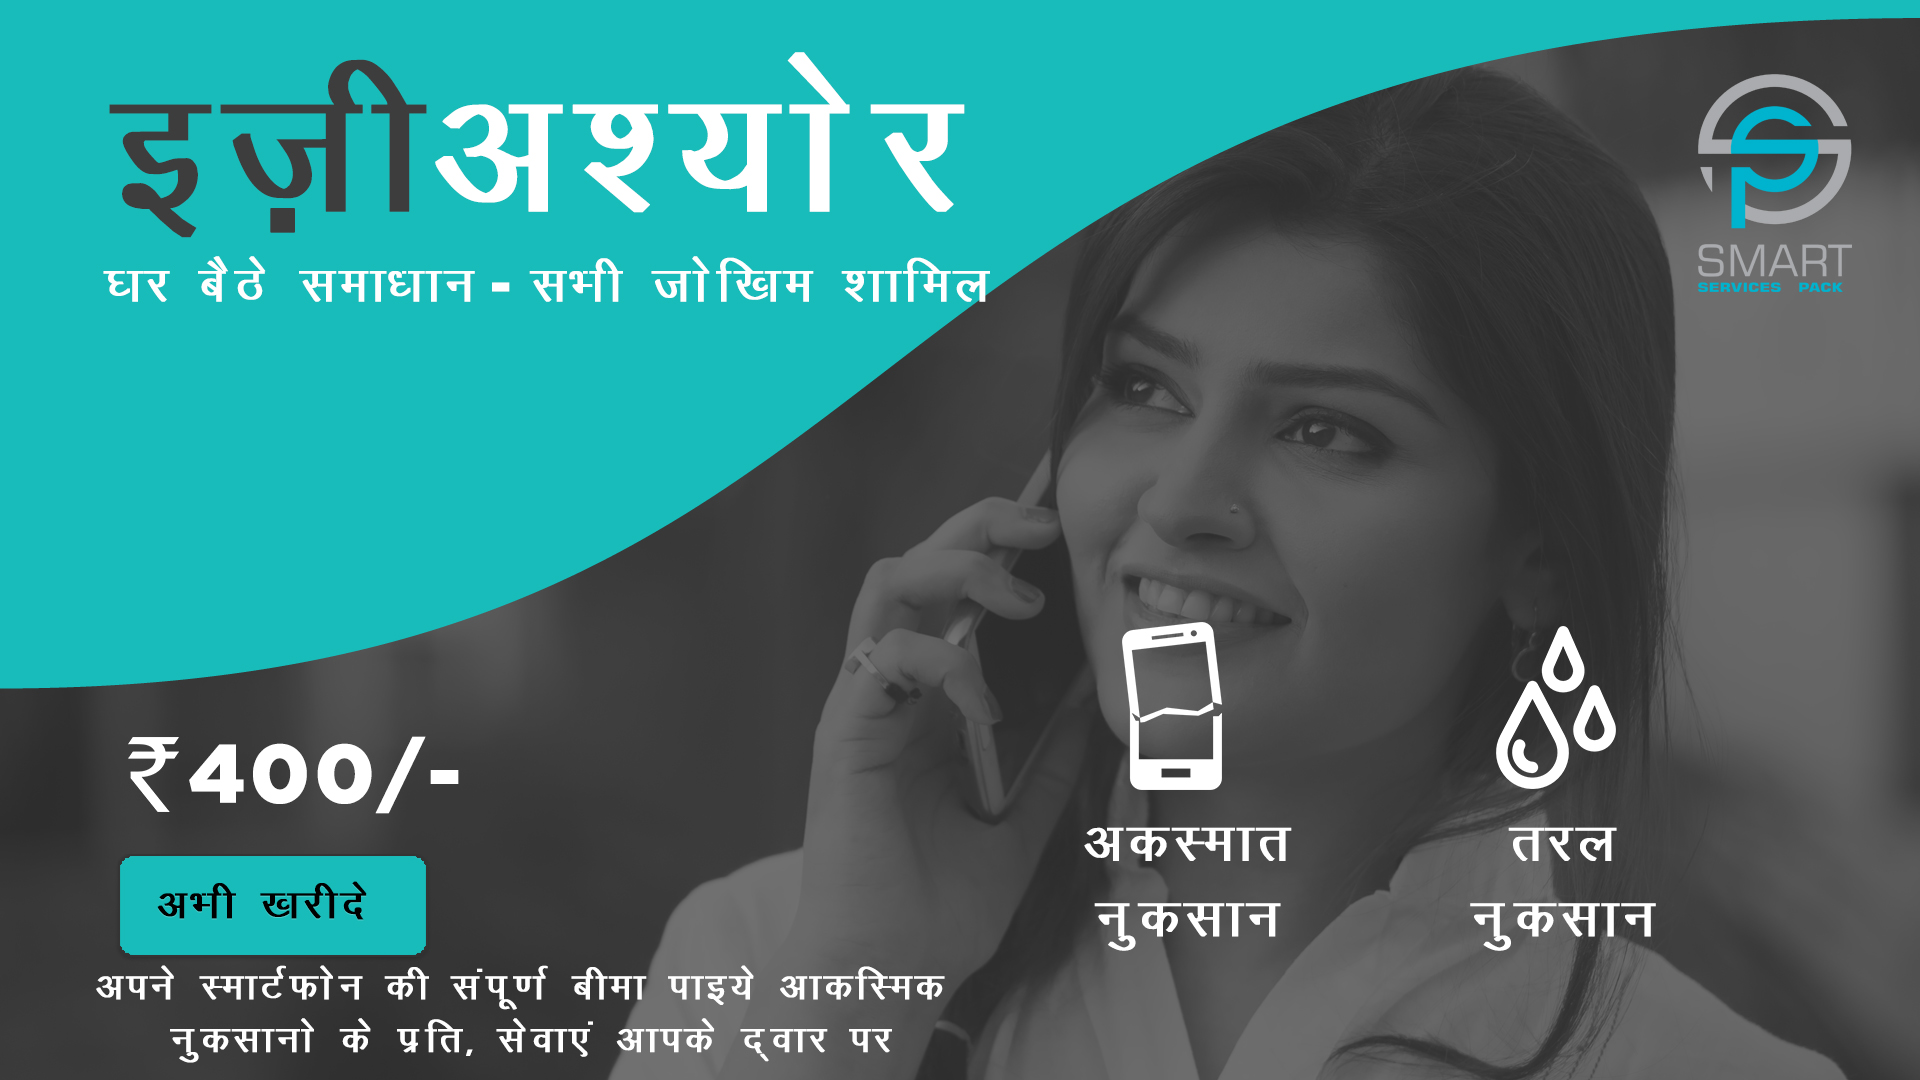 इज़ीअश्योर
घर बैठे समाधान - सभी जोखिम शामिल
SMART
SERVICES PACK
₹400/-
अभी खरीदे
अकस्मात
नुकसान
तरल
नुकसान
अपने स्मार्टफोन की संपूर्ण बीमा पाइये आकस्मिक
नुकसानो के प्रति, सेवाएं आपके द्वार पर